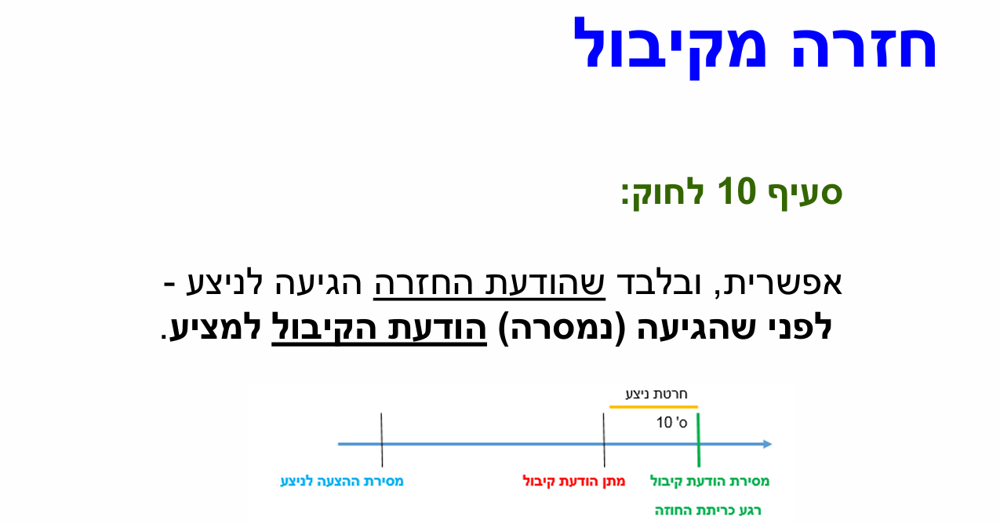 חזרה מקיבול
סעיף 10 לחוק:
אפשרית, ובלבד שהודעת החזרה הגיעה לניצע -
לפני שהגיעה (נמסרה) הודעת הקיבול למציע.
חרטת ניצע
ס' 10
מסירת ההצעה לניצע
מתן הודעת קיבול
מסירת הודעת קיבול
רגע כריתת החוזה